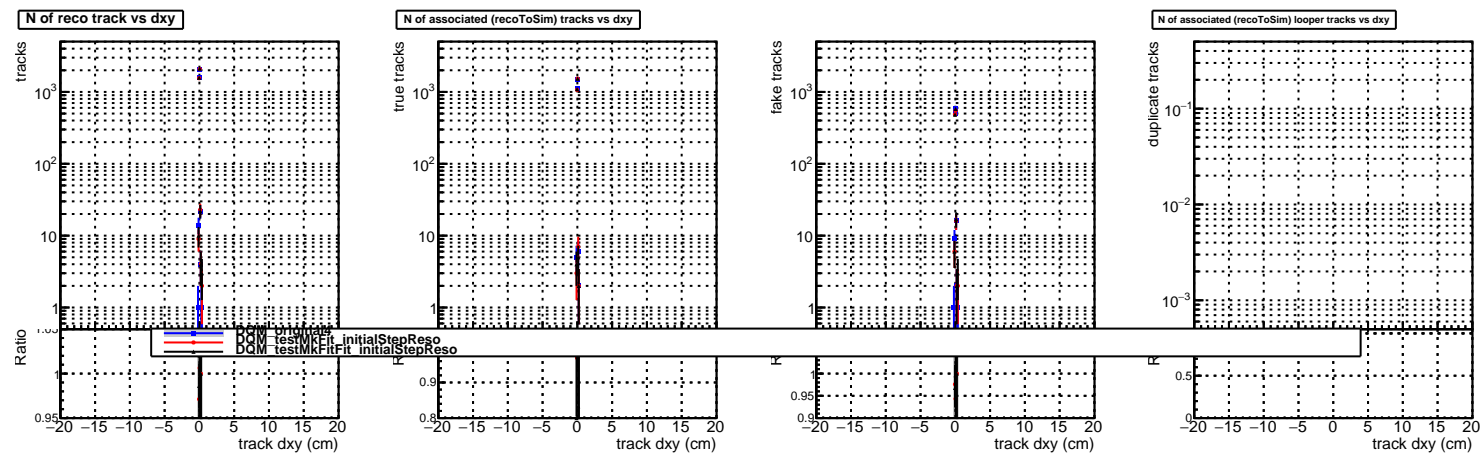 N of reco track vs dxy
N of associated (recoToSim) tracks vs dxy
N of associated (recoToSim) looper tracks vs dxy
tracks
10³
10²
10
1
true tracks
10³
10²
10
1
fake tracks
10³
10²
10
1
duplicate tracks
10⁻¹
10⁻²
10⁻³
DQM_original4
DQM_testMkFit_initialStepReso
DQM_testMkFitFit_initialStepReso
Ratio
1
0.95
0.9
0.8
1
0.95
0.9
0.5
0
−20 −15 −10 −5 0 5 10 15 20
track dxy (cm)
−20 −15 −10 −5 0 5 10 15 20
track dxy (cm)
−20 −15 −10 −5 0 5 10 15 20
track dxy (cm)
−20 −15 −10 −5 0 5 10 15 20
track dxy (cm)